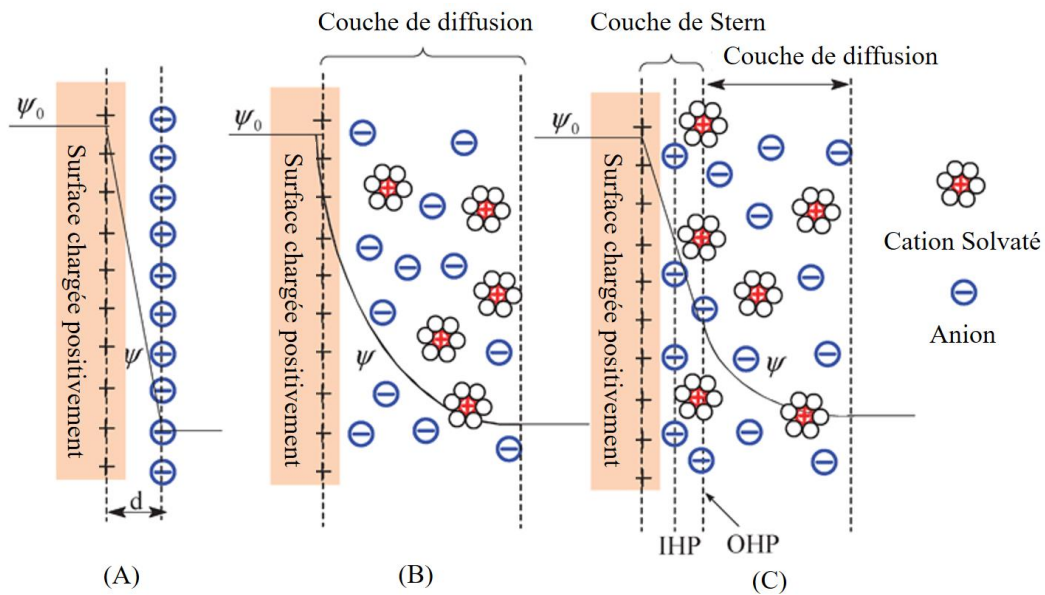 Couche de diffusion
Couche de Stern
Couche de diffusion
ψ₀
ψ₀
ψ₀
Surface chargée positivement
Surface chargée positivement
Surface chargée positivement
ψ
ψ
ψ
Cation Solvaté
Anion
d
IHP
OHP
(A)
(B)
(C)